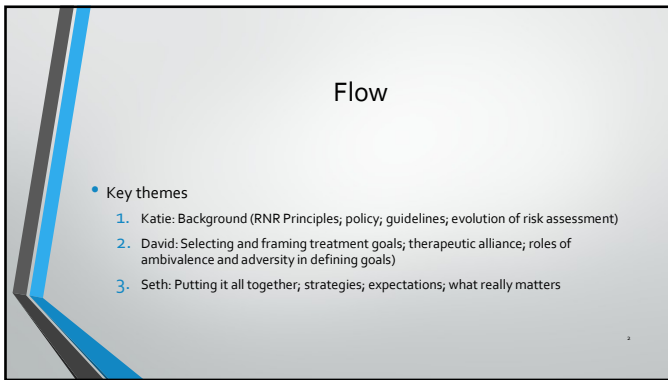 Flow
• Key themes
1. Katie: Background (RNR Principles; policy; guidelines; evolution of risk assessment)
2. David: Selecting and framing treatment goals; therapeutic alliance; roles of
ambivalence and adversity in defining goals)
3. Seth: Putting it all together; strategies; expectations; what really matters
2